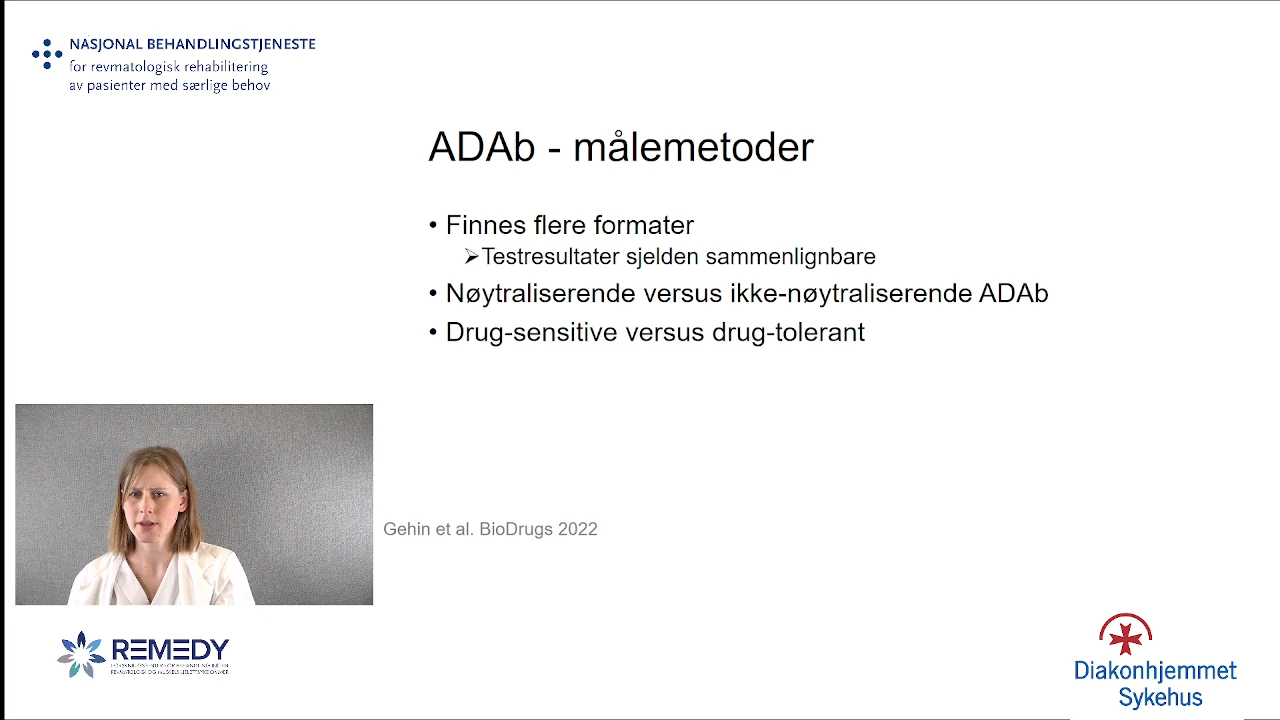 NASJONAL BEHANDLINGSTJENESTE
for revmatologisk rehabilitering
av pasienter med særlige behov
ADAb - målemetoder
• Finnes flere formater
➢Testresultater sjelden sammenlignbare
• Nøytraliserende versus ikke-nøytraliserende ADAb
• Drug-sensitive versus drug-tolerant
Gehin et al. BioDrugs 2022
REMEDY
Diakonhjemmet
Sykehus